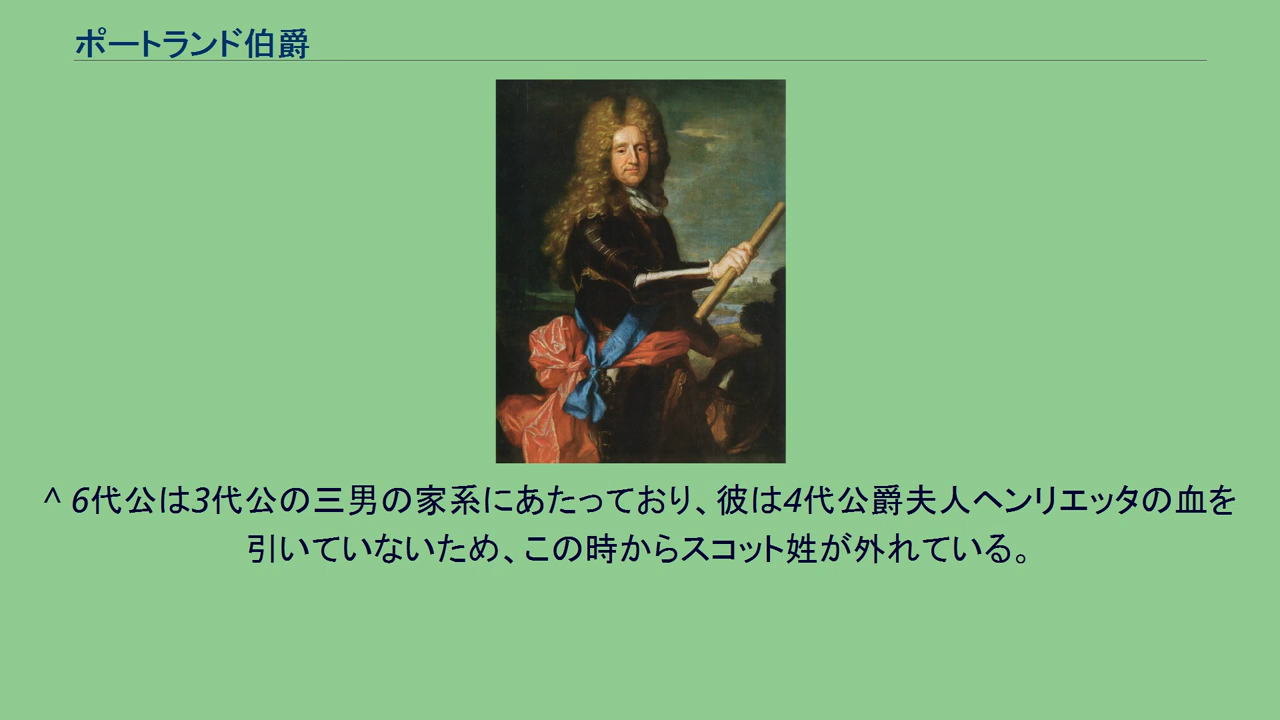 ポートランド伯爵
^ 6代公は3代公の三男の家系にあたっており、彼は4代公爵夫人ヘンリエッタの血を
引いていないため、この時からスコット姓が外れている。